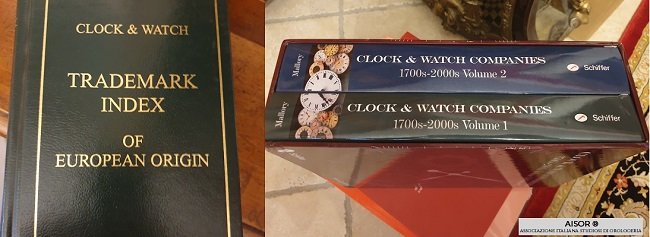 CLOCK & WATCH
TRADEMARK
INDEX
OF
EUROPEAN ORIGIN
Mallory
CLOCK & WATCH COMPANIES
1700s-2000s Volume 2
Schiffer
Mallory
CLOCK & WATCH COMPANIES
1700s-2000s Volume 1
Schiffer
AISOR ®
ASSOCIAZIONE ITALIANA STUDIOSI DI OROLOGERIA